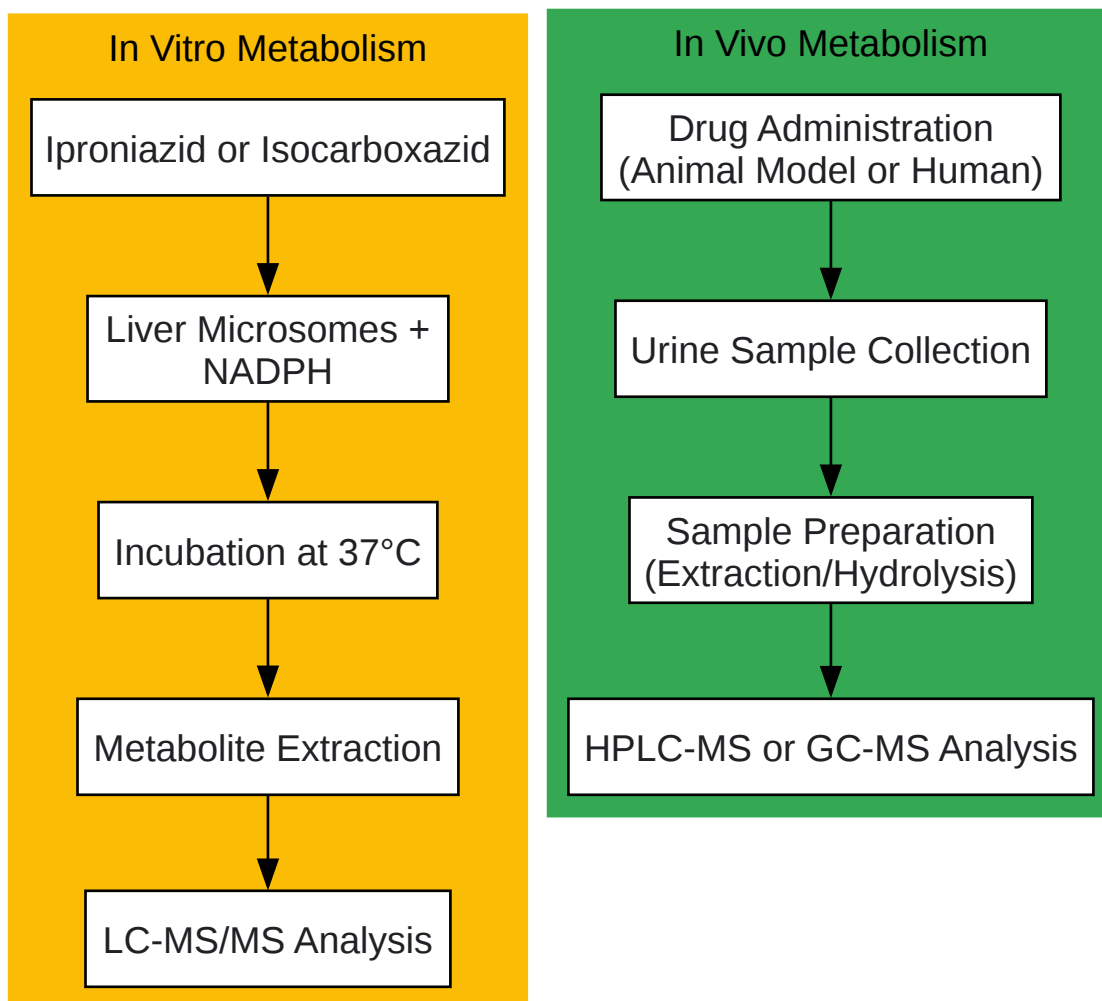 In Vitro Metabolism
Iproniazid or Isocarboxazid
Liver Microsomes +
NADPH
Incubation at 37°C
Metabolite Extraction
LC-MS/MS Analysis
In Vivo Metabolism
Drug Administration
(Animal Model or Human)
Urine Sample Collection
Sample Preparation
(Extraction/Hydrolysis)
HPLC-MS or GC-MS Analysis